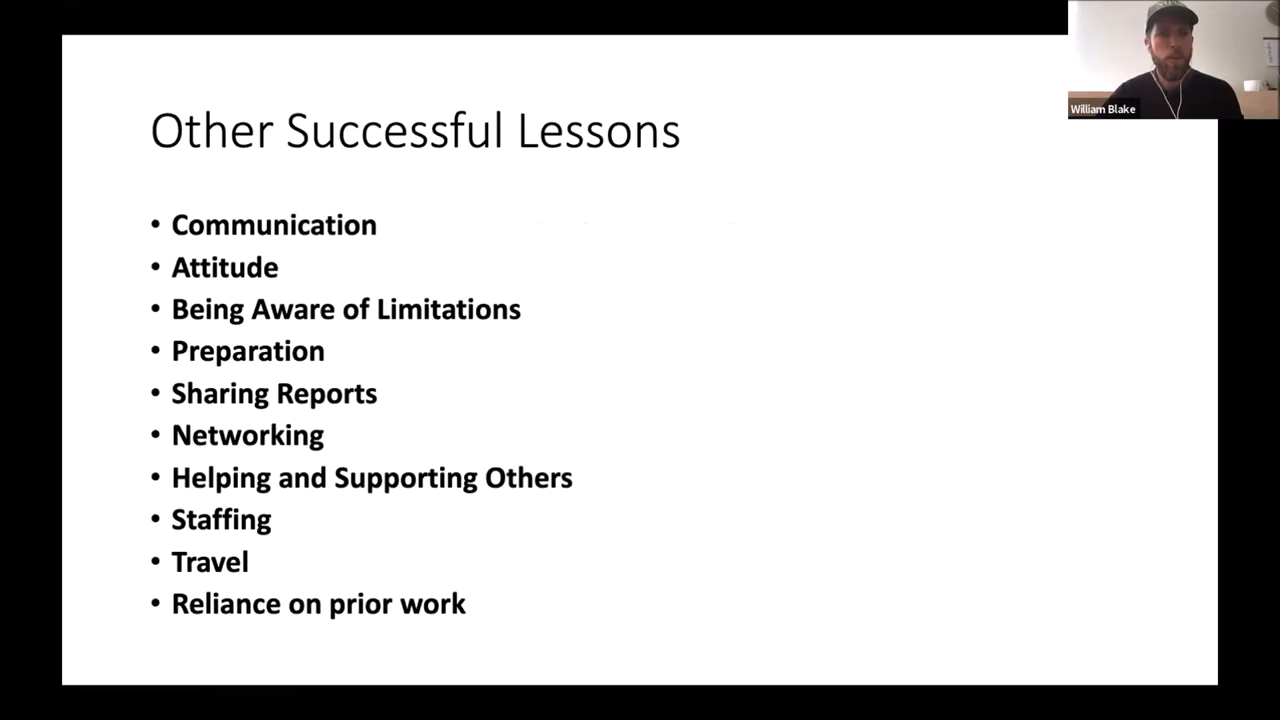 Other Successful Lessons
• Communication
• Attitude
• Being Aware of Limitations
• Preparation
• Sharing Reports
• Networking
• Helping and Supporting Others
• Staffing
• Travel
• Reliance on prior work
William Blake